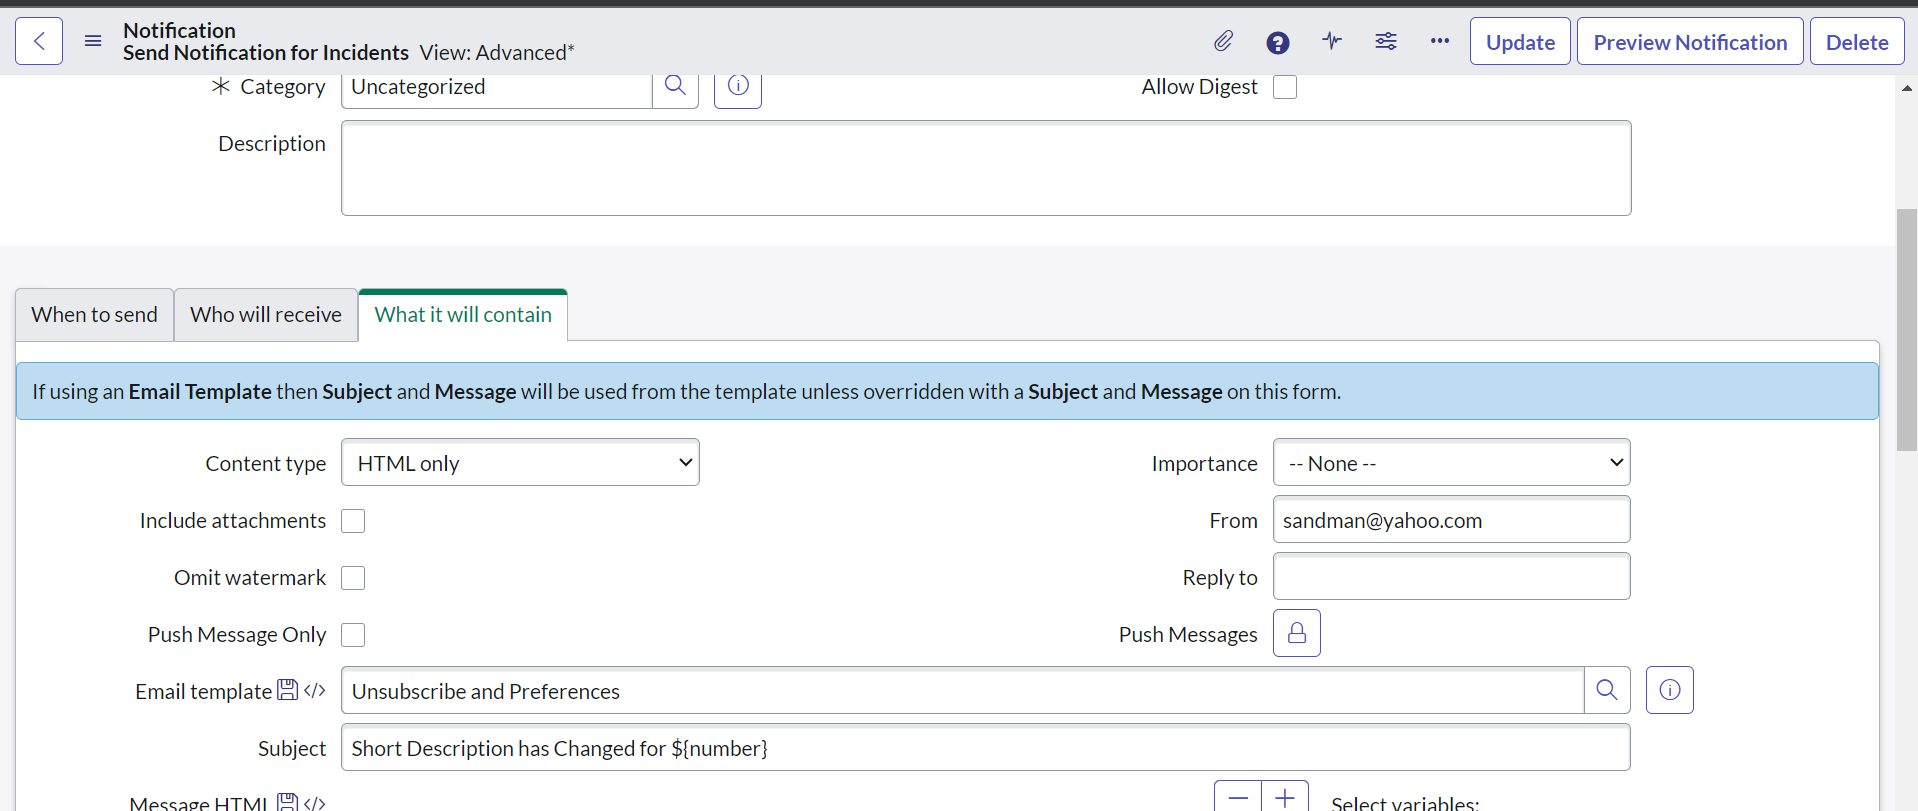 Notification
Send Notification for Incidents View: Advanced*
Update
Preview Notification
Delete
Category
Uncategorized
Allow Digest
Description
When to send
Who will receive
What it will contain
If using an Email Template then Subject and Message will be used from the template unless overridden with a Subject and Message on this form.
Content type
HTML only
Importance
-- None --
Include attachments
From
sandman@yahoo.com
Omit watermark
Reply to
Push Message Only
Push Messages
Email template
Unsubscribe and Preferences
Subject
Short Description has Changed for ${number}
Message HTML
Select variables: